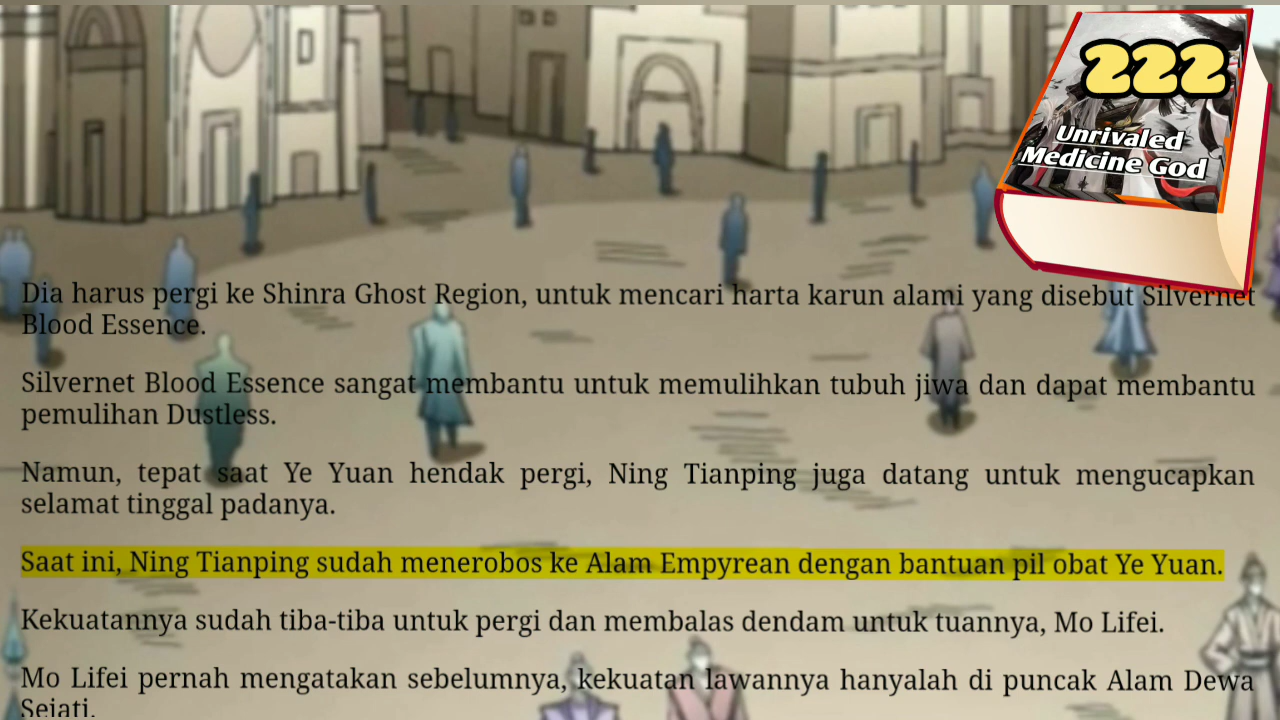 222
Unrivaled
Medicine God
Dia harus pergi ke Shinra Ghost Region, untuk mencari harta karun alami yang disebut Silvernet
Blood Essence.
Silvernet Blood Essence sangat membantu untuk memulihkan tubuh jiwa dan dapat membantu
pemulihan Dustless.
Namun, tepat saat Ye Yuan hendak pergi, Ning Tianping juga datang untuk mengucapkan
selamat tinggal padanya.
Saat ini, Ning Tianping sudah menerobos ke Alam Empyrean dengan bantuan pil obat Ye Yuan.
Kekuatannya sudah tiba-tiba untuk pergi dan membalas dendam untuk tuannya, Mo Lifei.
Mo Lifei pernah mengatakan sebelumnya, kekuatan lawannya hanyalah di puncak Alam Dewa
Sejati.